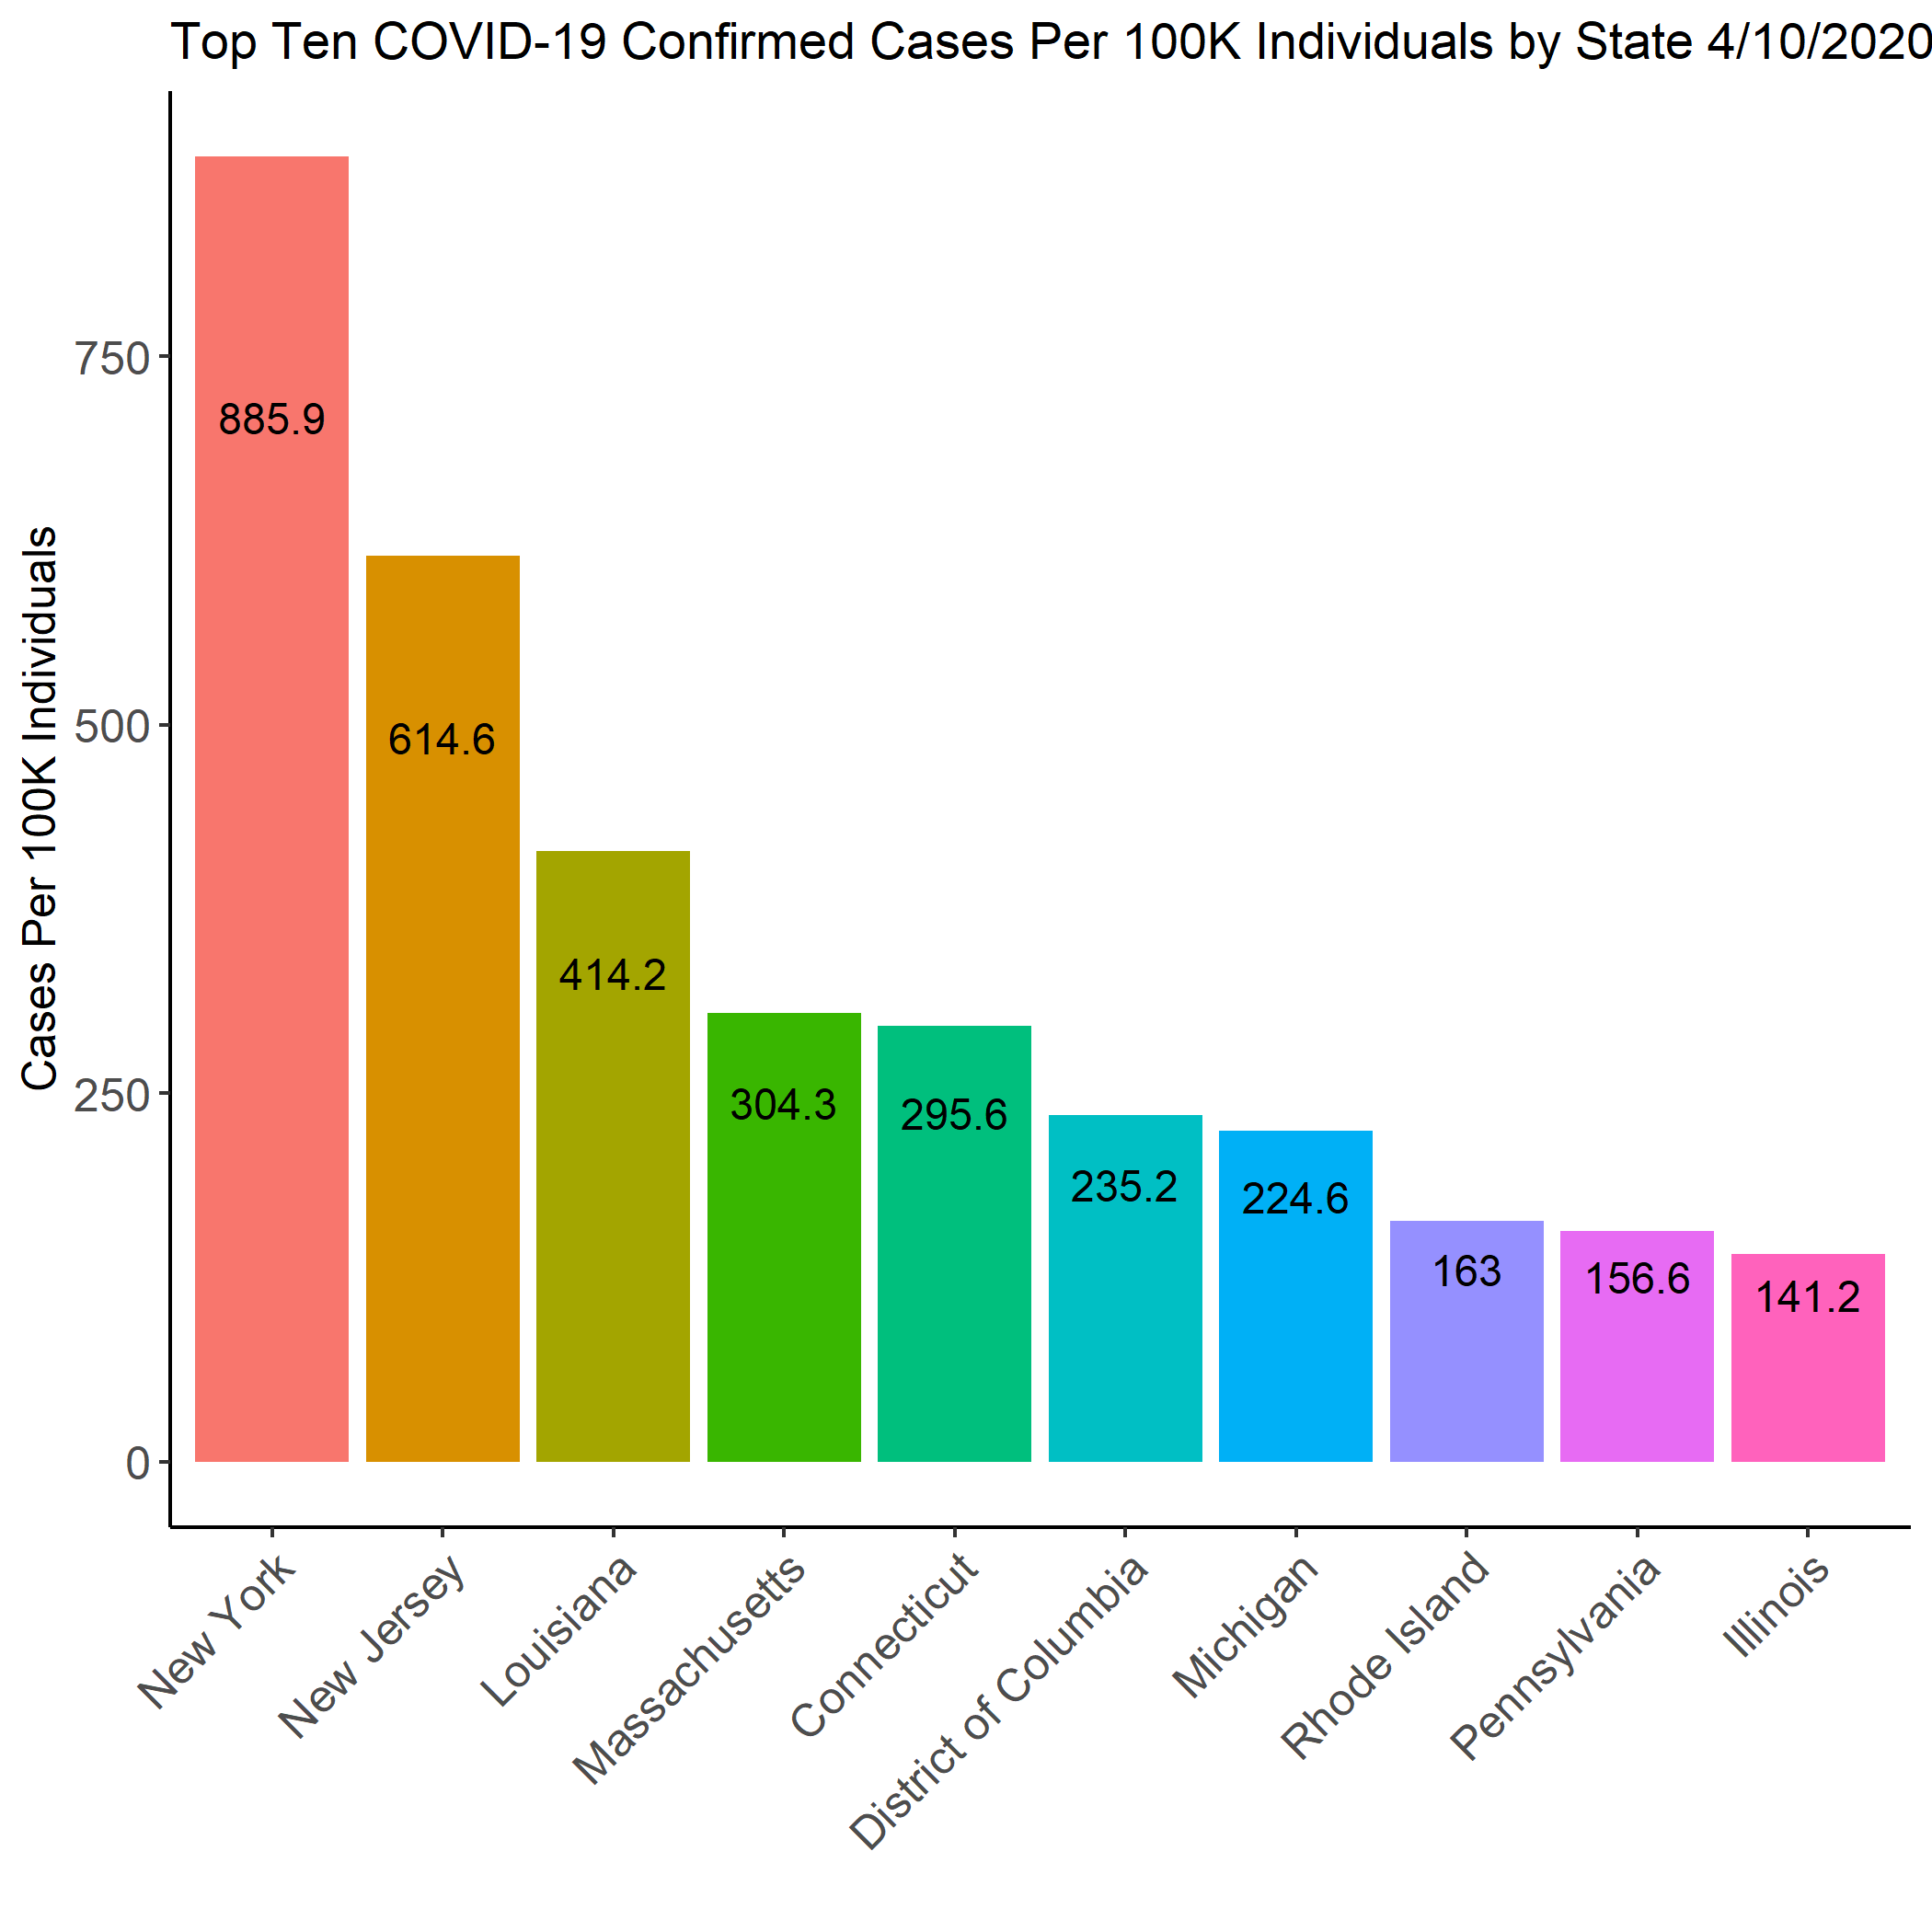 Top Ten COVID-19 Confirmed Cases Per 100K Individuals by State 4/10/2020
Cases Per 100K Individuals
750
500
250
0
885.9
614.6
414.2
304.3
295.6
235.2
224.6
163
156.6
141.2
New York
New Jersey
Louisiana
Massachusetts
Connecticut
District of Columbia
Michigan
Rhode Island
Pennsylvania
Illinois